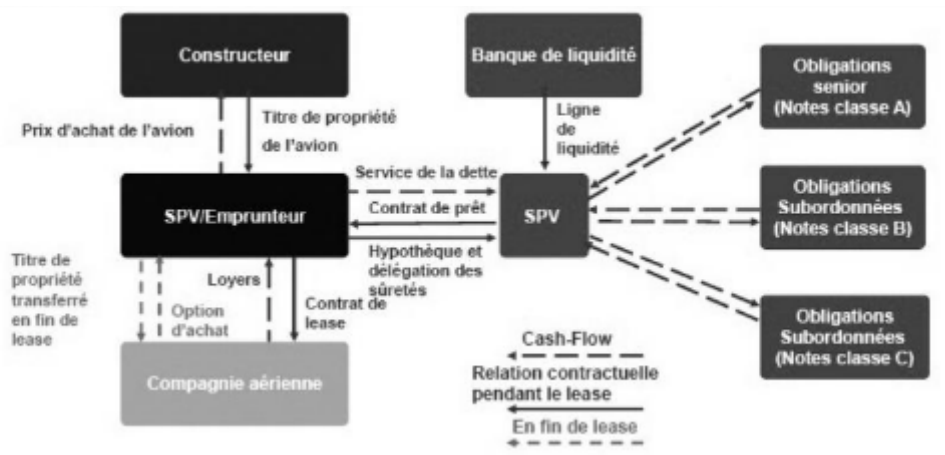 Constructeur
Banque de liquidité
Obligations
senior
(Notes classe A)
Prix d'achat de l'avion
Titre de propriété
de l'avion
Ligne
de
liquidité
Service de la dette
SPV/Emprunteur
Contrat de prêt
SPV
Obligations
Subordonnées
(Notes classe B)
Hypothèque et
délégation des
sûretés
Titre de
propriété
transferré
en fin de
lease
Loyers
Option
d'achat
Contrat de
lease
Obligations
Subordonnées
(Notes classe C)
Compagnie aérienne
Cash-Flow
Relation contractuelle
pendant le lease
En fin de lease